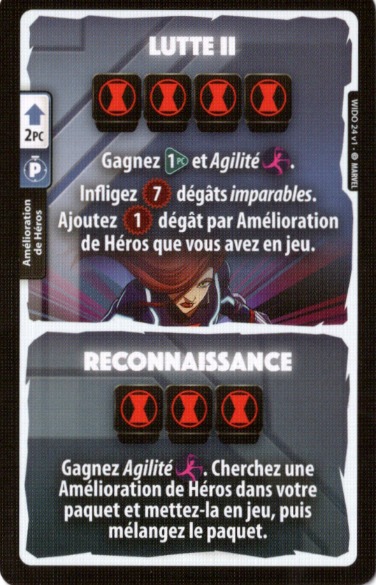 LUTTE II
2PC
P
Amélioration
de Héros
WIDO 24 v1 - © MARVEL
Gagnez 1PC et Agilité .
Infligez 7 dégâts imparables.
Ajoutez 1 dégât par Amélioration
de Héros que vous avez en jeu.
RECONNAISSANCE
Gagnez Agilité . Cherchez une
Amélioration de Héros dans votre
paquet et mettez-la en jeu, puis
mélangez le paquet.